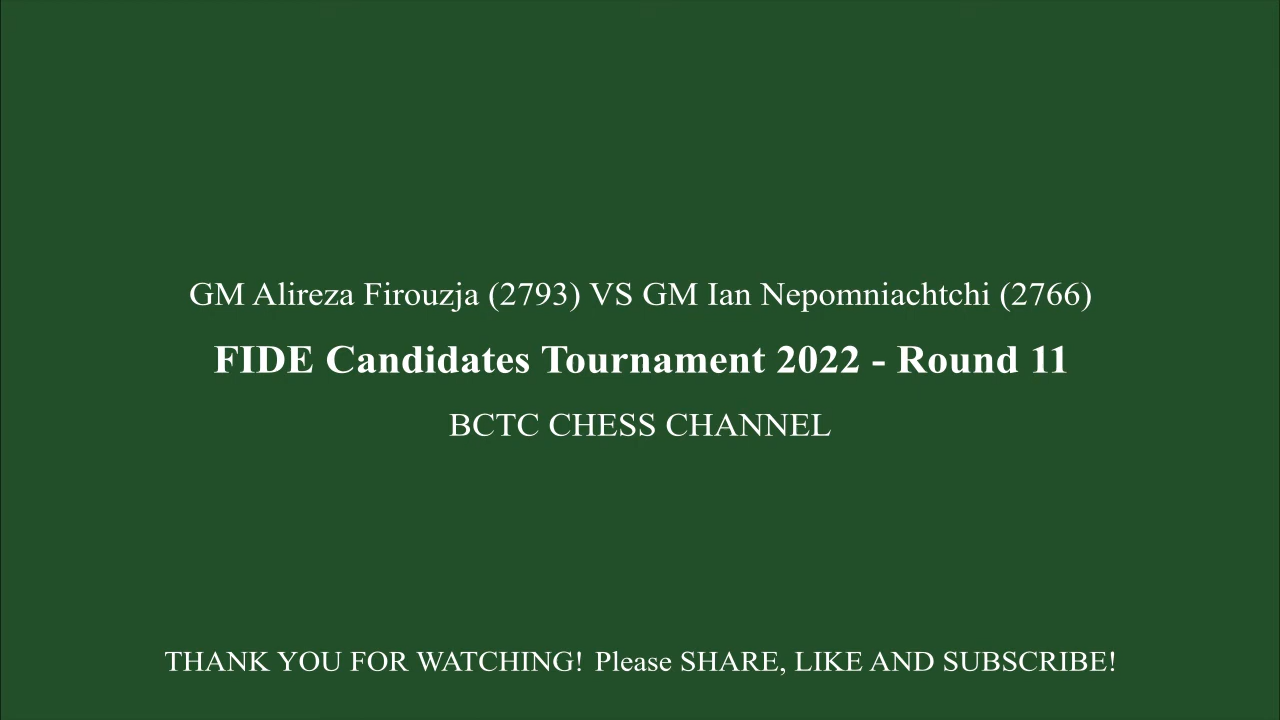 GM Alireza Firouzja (2793) VS GM Ian Nepomniachtchi (2766)
FIDE Candidates Tournament 2022 - Round 11
BCTC CHESS CHANNEL
THANK YOU FOR WATCHING! Please SHARE, LIKE AND SUBSCRIBE!